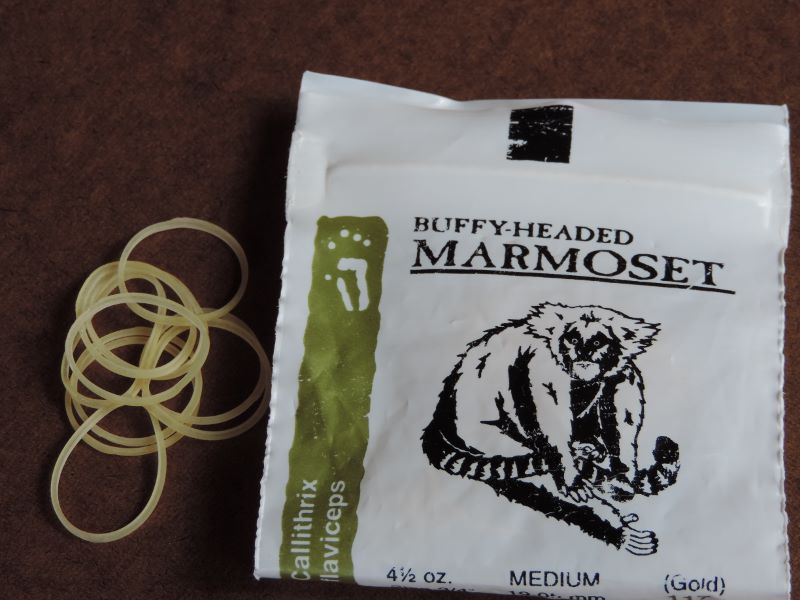 BUFFY-HEADED
MARMOSET
Callithrix
flaviceps
4½ oz. MEDIUM (Gold)